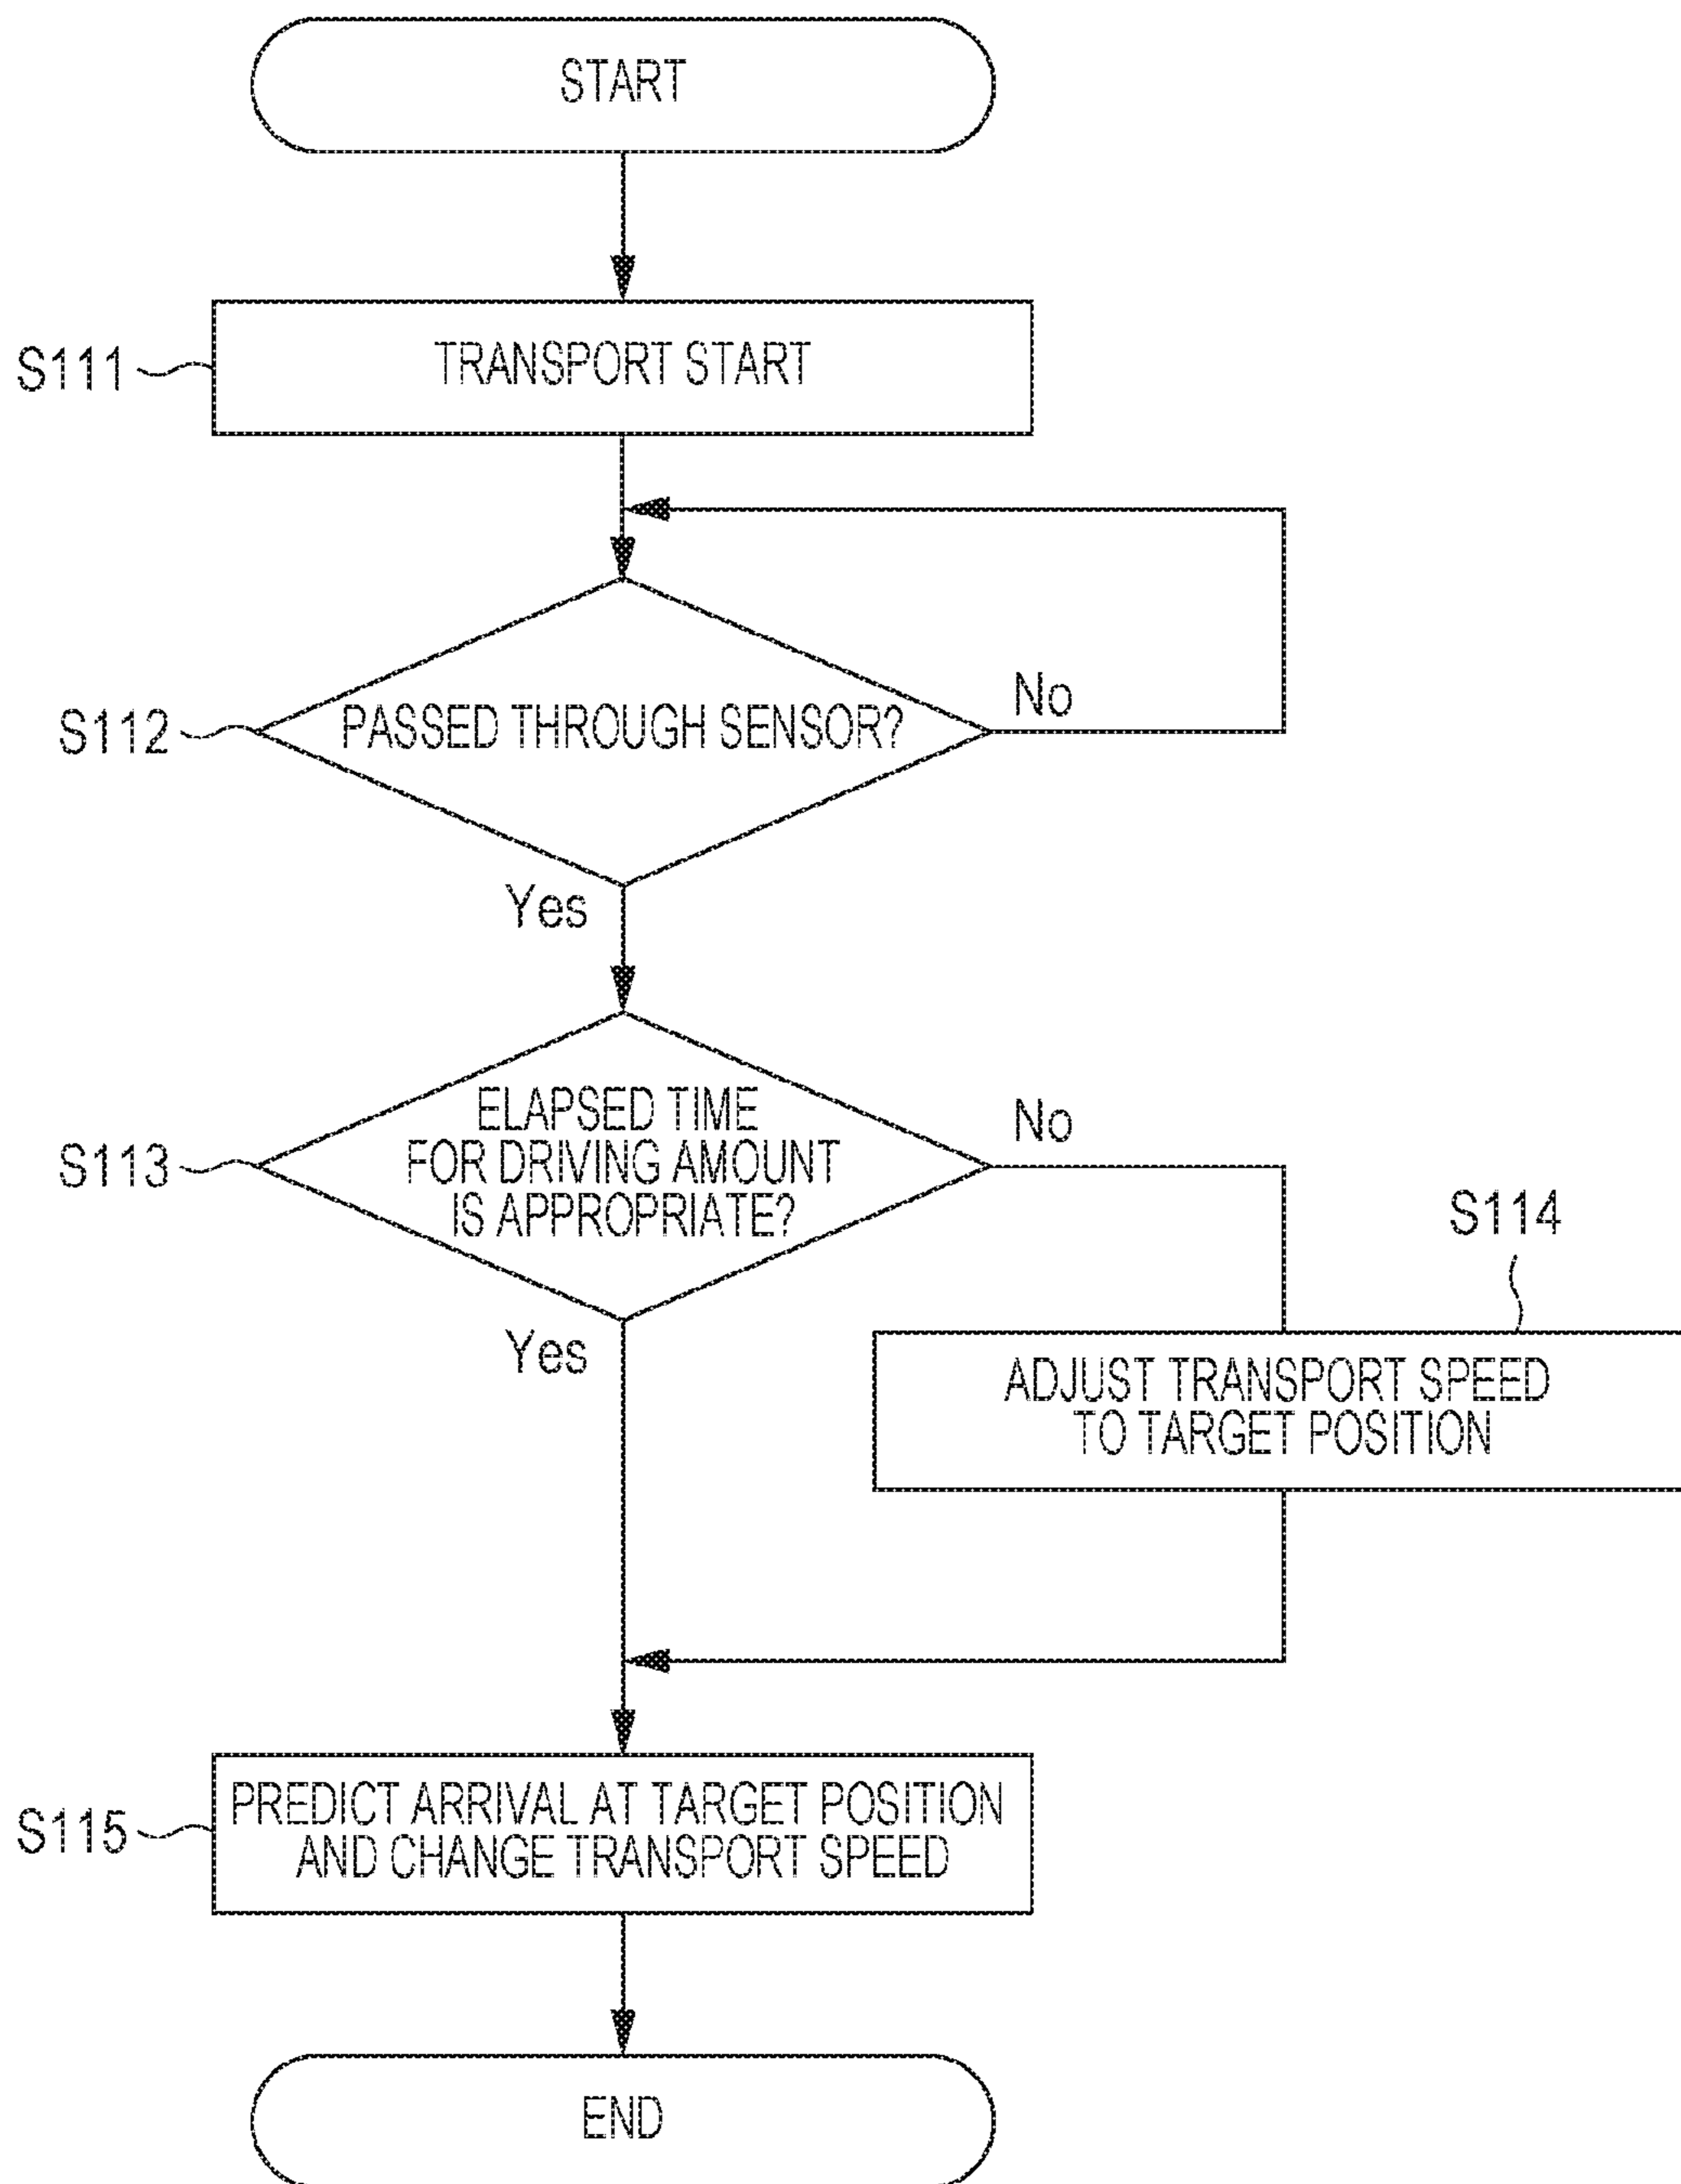 START
S111
TRANSPORT START
S112
PASSED THROUGH SENSOR?
No
Yes
S113
ELAPSED TIME
FOR DRIVING AMOUNT
IS APPROPRIATE?
No
Yes
S114
ADJUST TRANSPORT SPEED
TO TARGET POSITION
S115
PREDICT ARRIVAL AT TARGET POSITION
AND CHANGE TRANSPORT SPEED
END